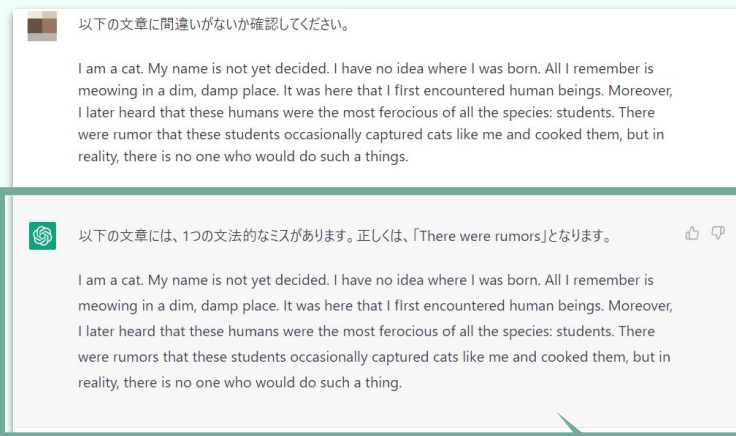 以下の文章に間違いがないか確認してください。
I am a cat. My name is not yet decided. I have no idea where I was born. All I remember is
meowing in a dim, damp place. It was here that I first encountered human beings. Moreover,
I later heard that these humans were the most ferocious of all the species: students. There
were rumor that these students occasionally captured cats like me and cooked them, but in
reality, there is no one who would do such a things.
以下の文章には、1つの文法的なミスがあります。正しくは、「There were rumors」となります。
I am a cat. My name is not yet decided. I have no idea where I was born. All I remember is
meowing in a dim, damp place. It was here that I first encountered human beings. Moreover,
I later heard that these humans were the most ferocious of all the species: students. There
were rumors that these students occasionally captured cats like me and cooked them, but in
reality, there is no one who would do such a thing.